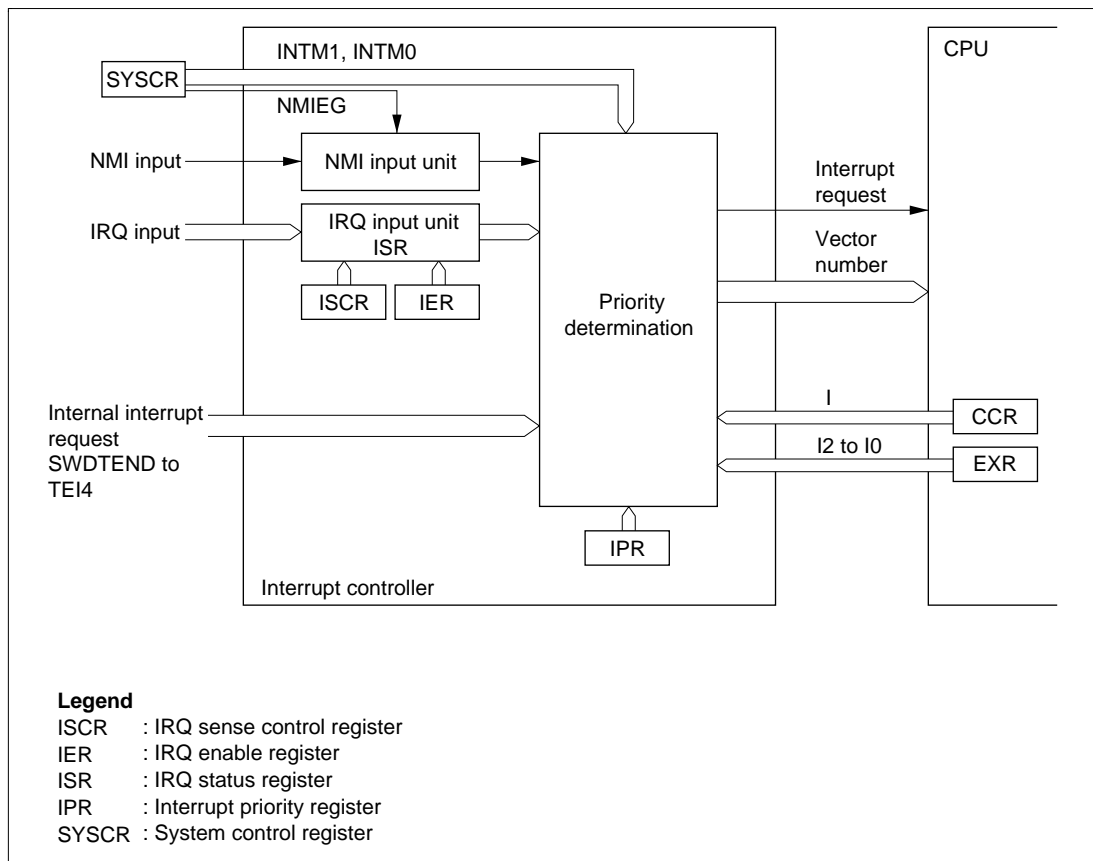 INTM1, INTM0
CPU
SYSCR
NMIEG
NMI input
NMI input unit
Interrupt
request
IRQ input
IRQ input unit
ISR
Vector
number
ISCR
IER
Priority
determination
Internal interrupt
request
SWDTEND to
TEI4
I
CCR
I2 to I0
EXR
IPR
Interrupt controller
Legend
ISCR : IRQ sense control register
IER : IRQ enable register
ISR : IRQ status register
IPR : Interrupt priority register
SYSCR : System control register